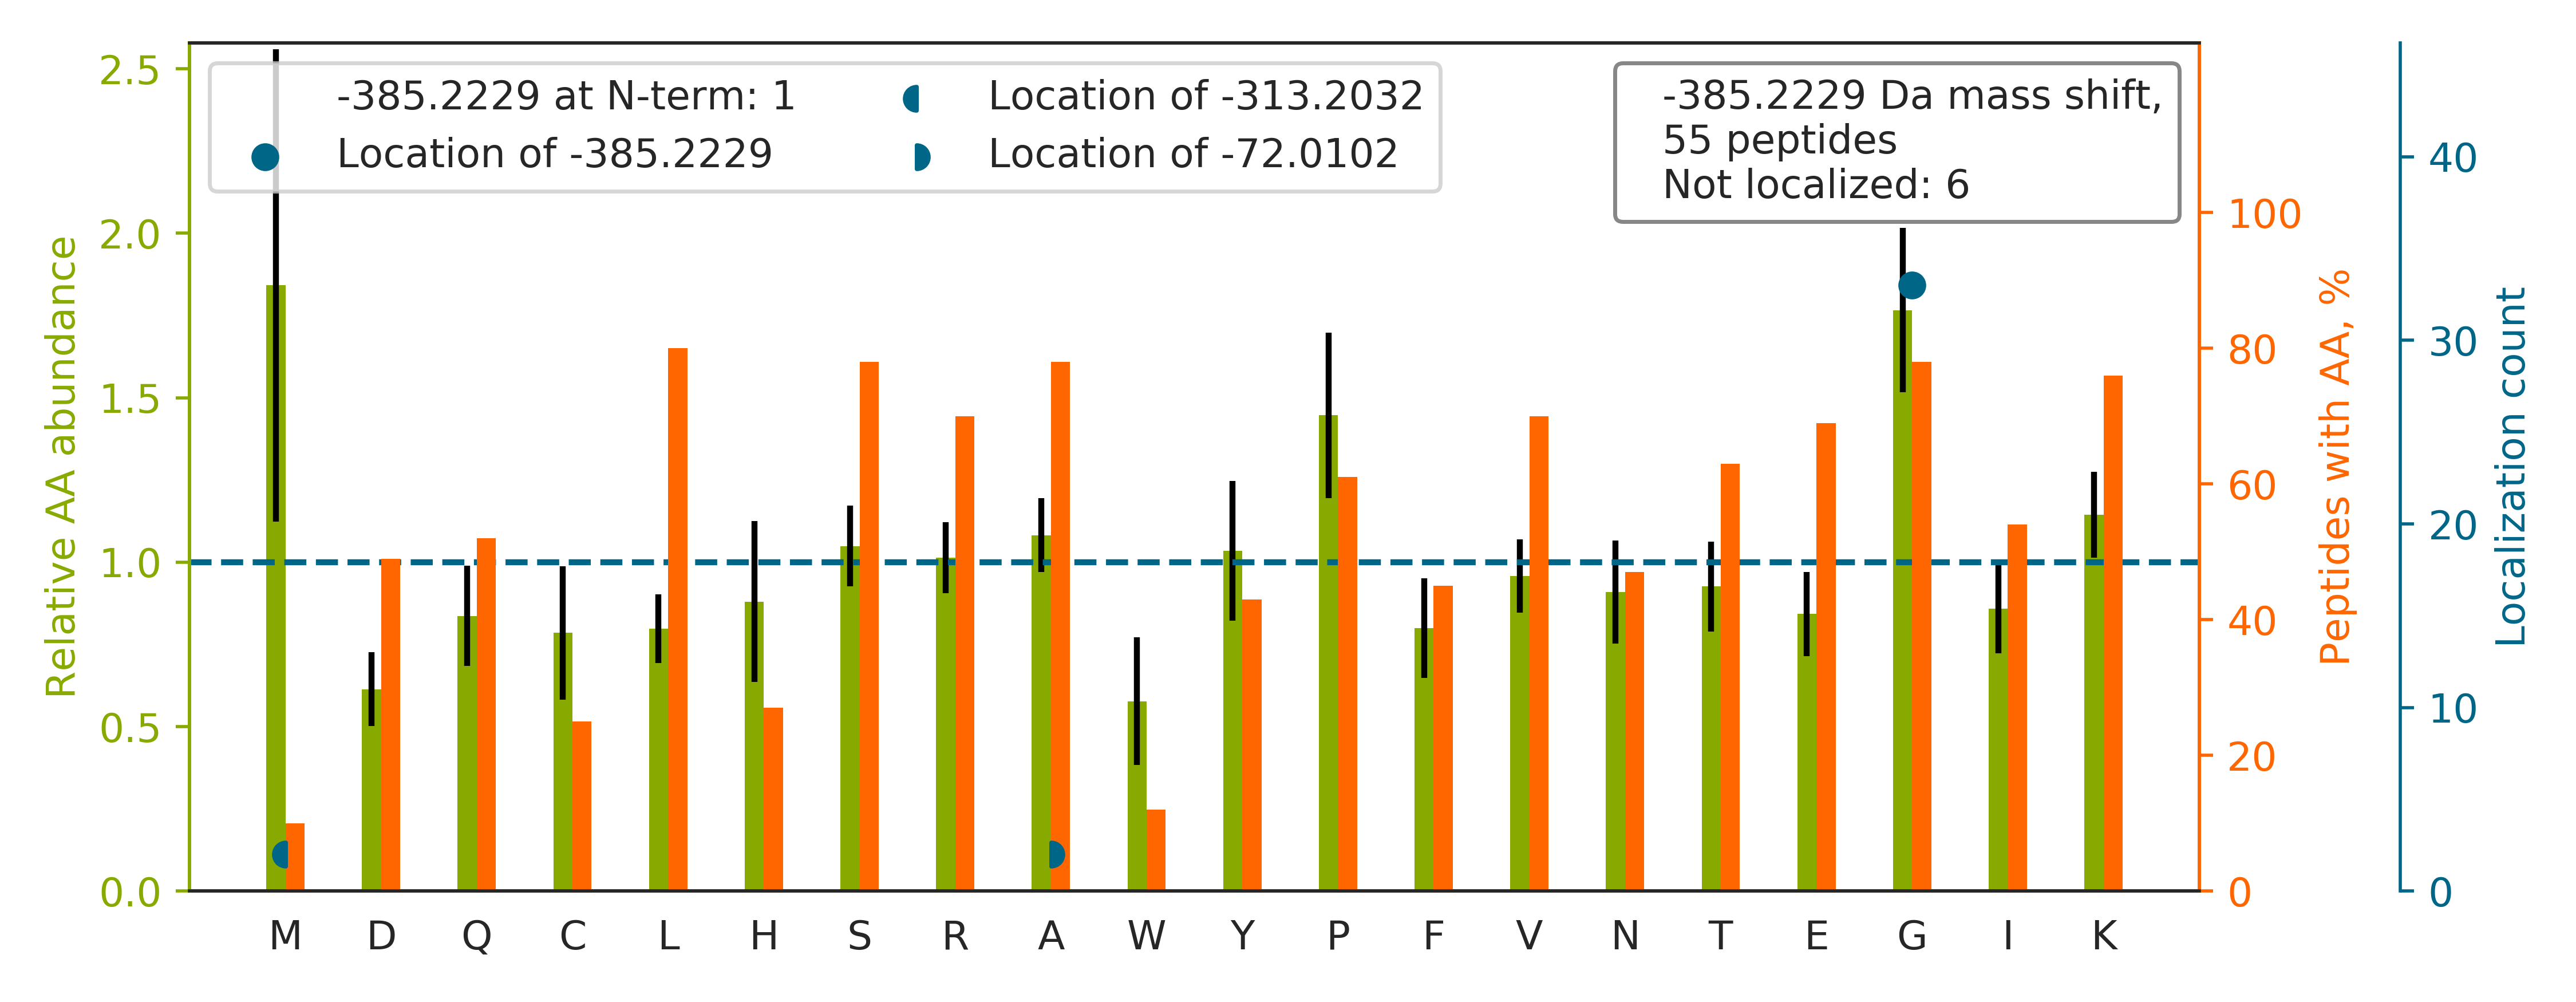 -385.2229 at N-term: 1
Location of -385.2229
Location of -313.2032
Location of -72.0102
-385.2229 Da mass shift,
55 peptides
Not localized: 6
Relative AA abundance
2.5
2.0
1.5
1.0
0.5
0.0
M D Q C L H S R A W Y P F V N T E G I K
100
80
60
40
20
0
Peptides with AA, %
40
30
20
10
0
Localization count